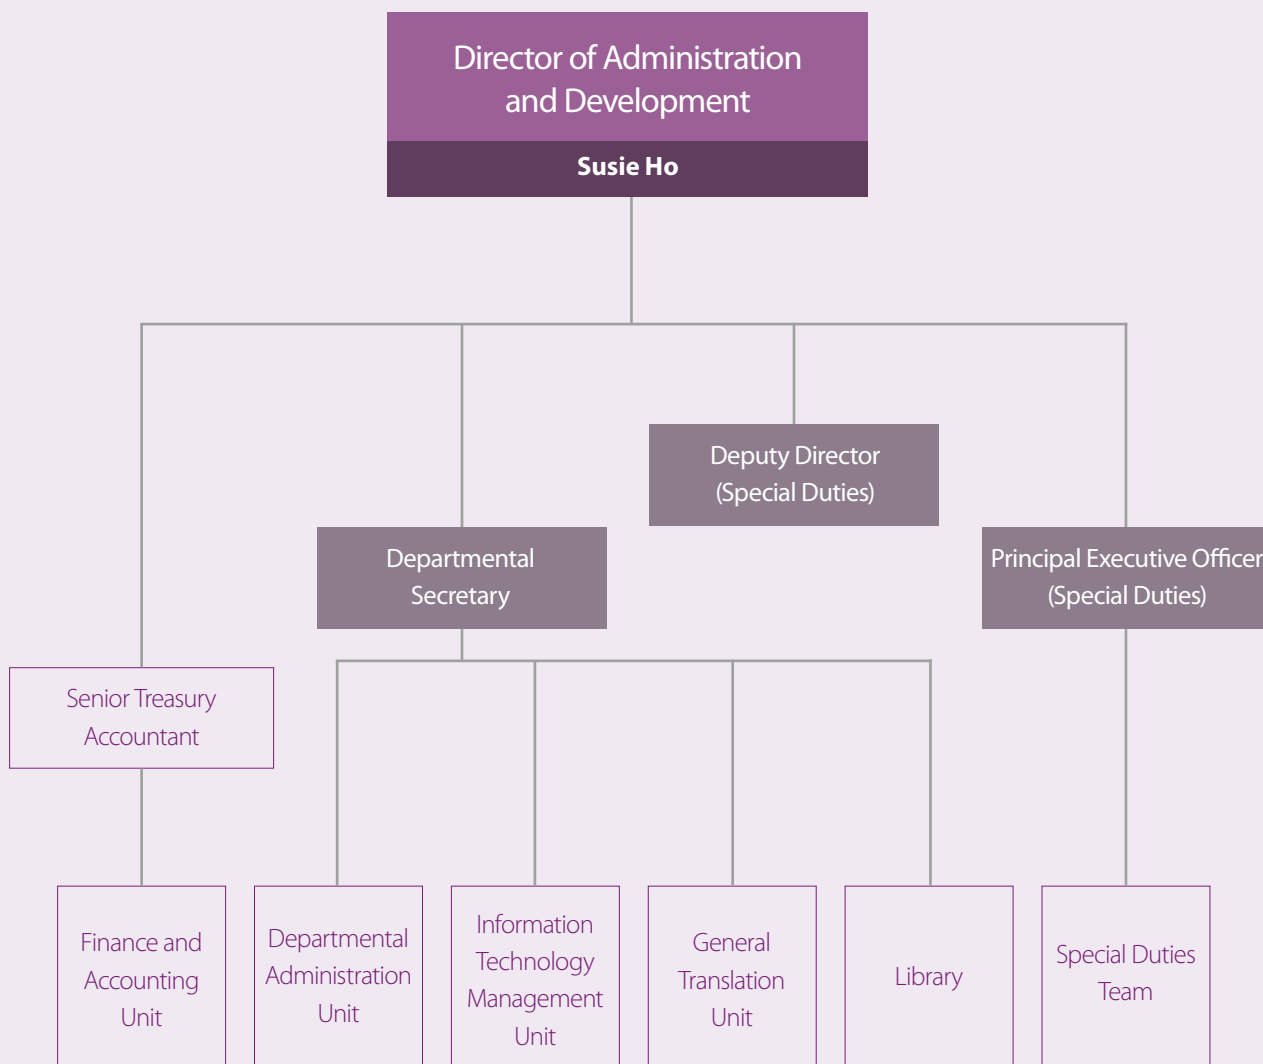 Director of Administration
and Development
Susie Ho
Deputy Director
(Special Duties)
Departmental
Secretary
Principal Executive Officer
(Special Duties)
Senior Treasury
Accountant
Finance and
Accounting
Unit
Departmental
Administration
Unit
Information
Technology
Management
Unit
General
Translation
Unit
Library
Special Duties
Team